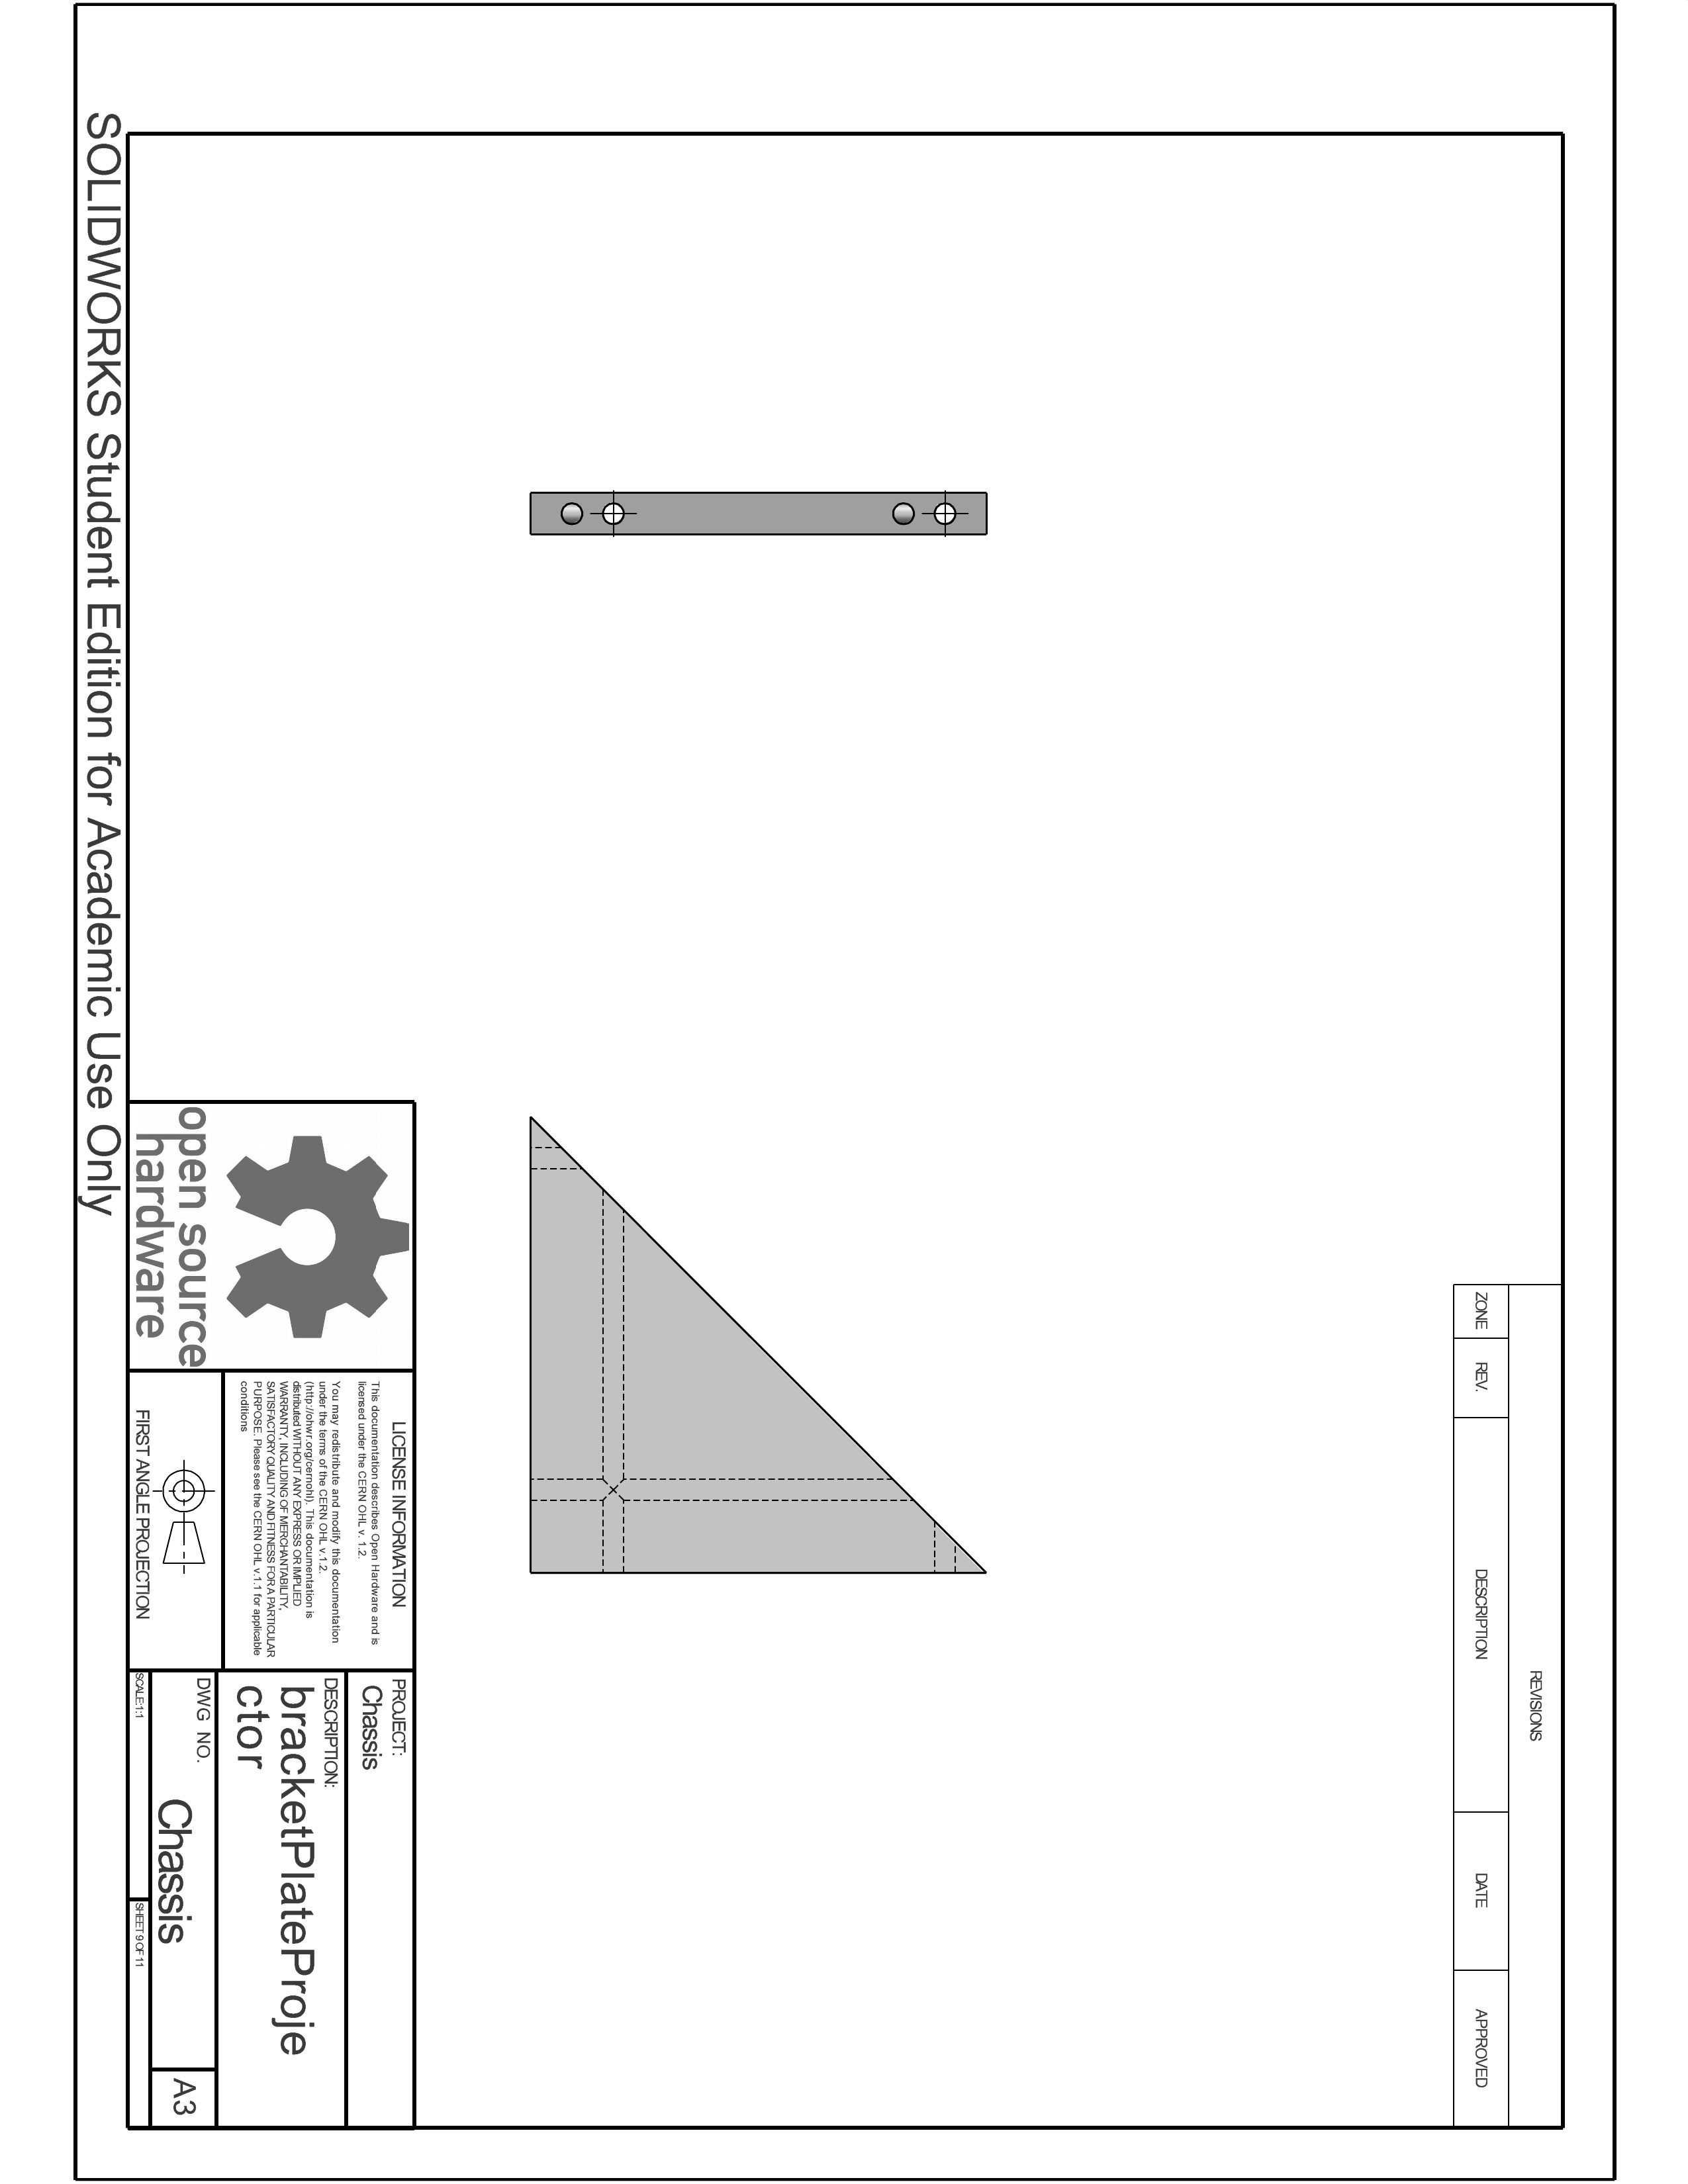 REVISIONS
ZONE
REV.
DESCRIPTION
DATE
APPROVED
open source
hardware
LICENSE INFORMATION
This documentation describes Open Hardware and is
licensed under the CERN OHL v. 1.2.
You may redistribute and modify this documentation
under the terms of the CERN OHL v.1.2.
(http://ohwr.org/cernohl). This documentation is
distributed WITHOUT ANY EXPRESS OR IMPLIED
WARRANTY, INCLUDING OF MERCHANTABILITY,
SATISFACTORY QUALITY AND FITNESS FOR A PARTICULAR
PURPOSE. Please see the CERN OHL v.1.1 for applicable
conditions
FIRST ANGLE PROJECTION
PROJECT:
Chassis
DESCRIPTION:
bracketPlateProje
ctor
DWG NO.
Chassis
A3
SCALE:1:1
SHEET 9 OF 11
SOLIDWORKS Student Edition for Academic Use Only